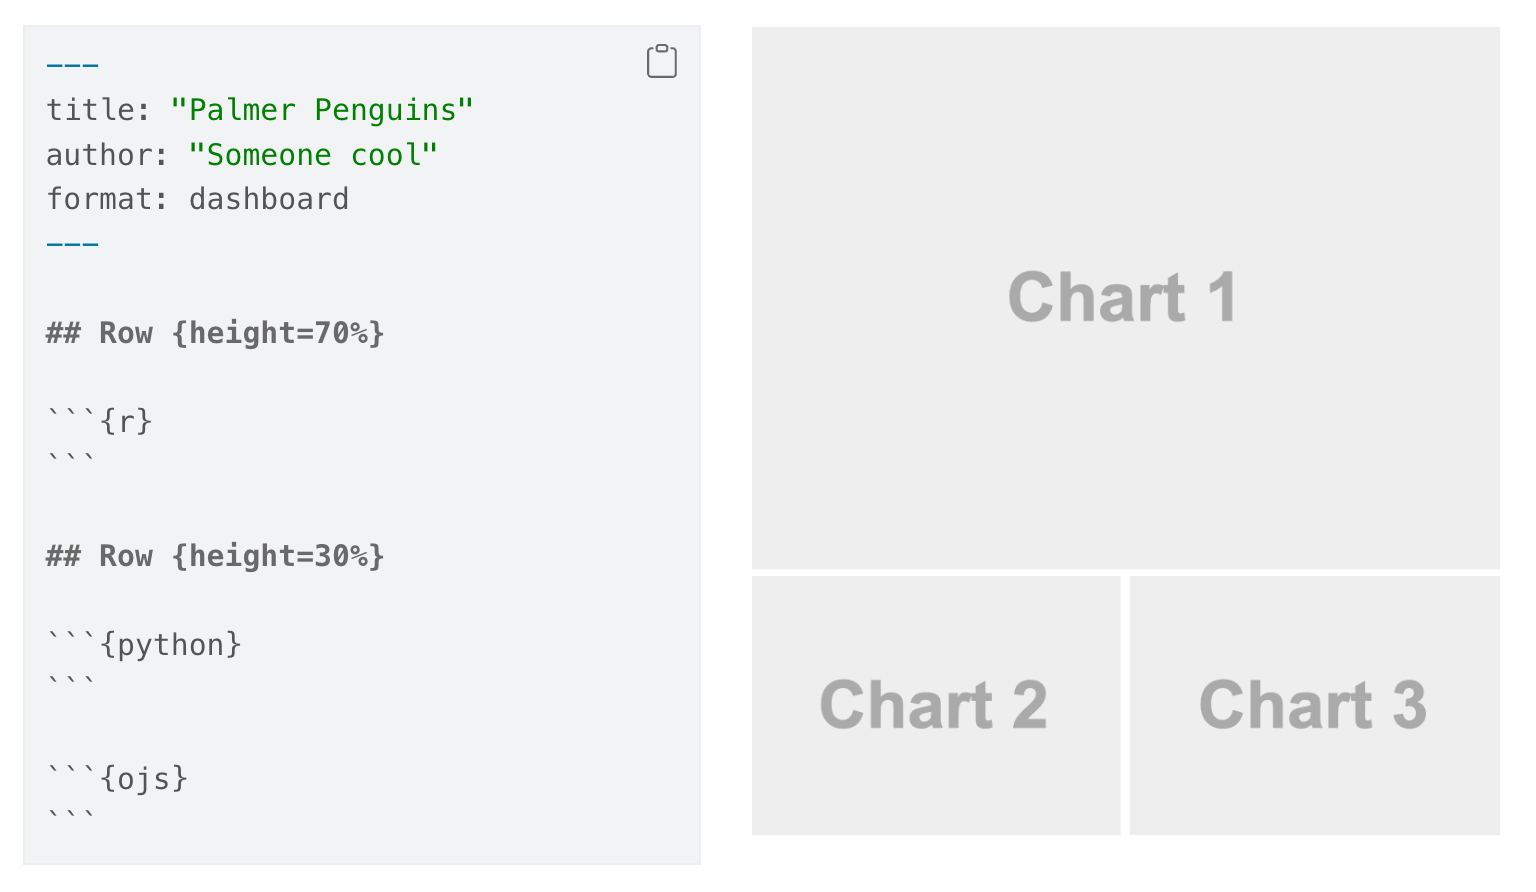 ---
title: "Palmer Penguins"
author: "Someone cool"
format: dashboard
---
## Row {height=70%}
```{r}
```
## Row {height=30%}
```{python}
```
```{ojs}
```
Chart 1
Chart 2
Chart 3